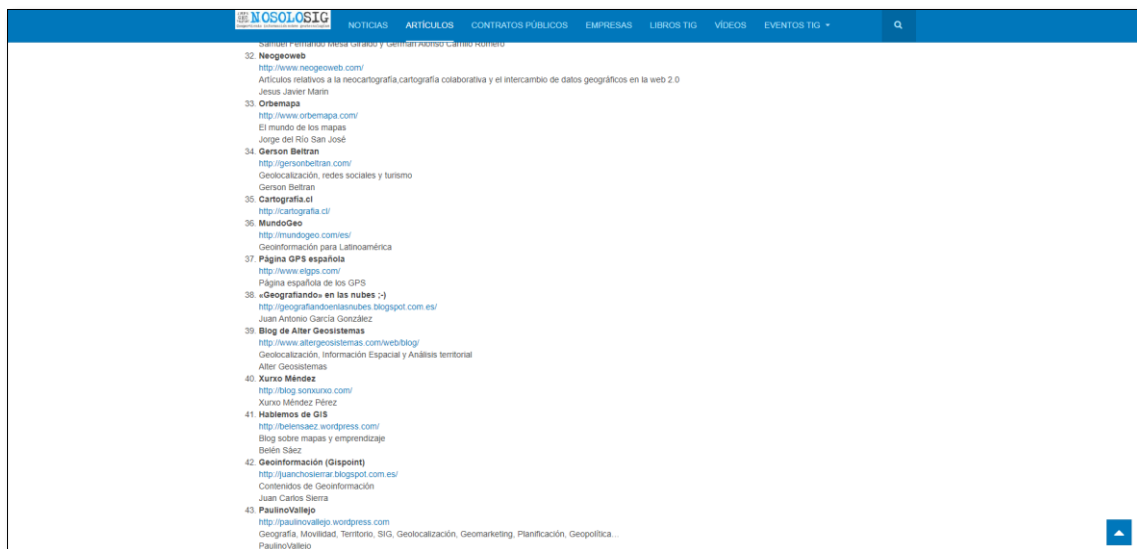 NOSOLOSIG
NOTICIAS ARTÍCULOS CONTRATOS PÚBLICOS EMPRESAS LIBROS TIG VÍDEOS EVENTOS TIG
Samuel Fernando Mesa Giraldo y German Alonso Carrillo Romero
32. Neogeoweb
http://www.neogeoweb.com/
Artículos relativos a la neocartografía,cartografía colaborativa y el intercambio de datos geográficos en la web 2.0
Jesus Javier Marin
33. Orbemapa
http://www.orbemapa.com/
El mundo de los mapas
Jorge del Río San José
34. Gerson Beltran
http://gersonbeltran.com/
Geolocalización, redes sociales y turismo
Gerson Beltran
35. Cartografía.cl
http://cartografia.cl/
36. MundoGeo
http://mundogeo.com/es/
Geoinformación para Latinoamérica
37. Página GPS española
http://www.elgps.com/
Página española de los GPS
38. «Geografiando» en las nubes ;-)
http://geografiandoenlasnubes.blogspot.com.es/
Juan Antonio García González
39. Blog de Alter Geosistemas
http://www.altergeosistemas.com/web/blog/
Geolocalización, Información Espacial y Análisis territorial
Alter Geosistemas
40. Xurxo Méndez
http://blog.sonxurxo.com/
Xurxo Méndez Pérez
41. Hablemos de GIS
http://belensaez.wordpress.com/
Blog sobre mapas y emprendizaje
Belén Sáez
42. Geoinformación (Gispoint)
http://juanchosierrar.blogspot.com.es/
Contenidos de Geoinformación
Juan Carlos Sierra
43. PaulinoVallejo
http://paulinovallejo.wordpress.com
Geografía, Movilidad, Territorio, SIG, Geolocalización, Geomarketing, Planificación, Geopolítica…
PaulinoVallejo